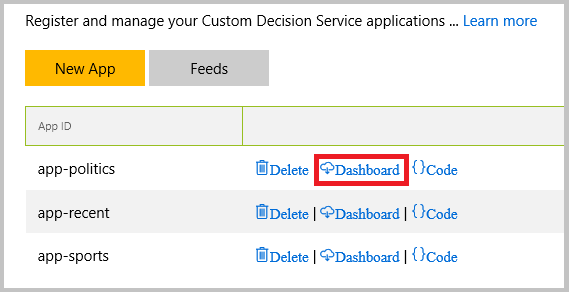 Register and manage your Custom Decision Service applications ... Learn more
New App Feeds
App ID
app-politics Delete Dashboard {}Code
app-recent Delete | Dashboard | {}Code
app-sports Delete | Dashboard | {}Code